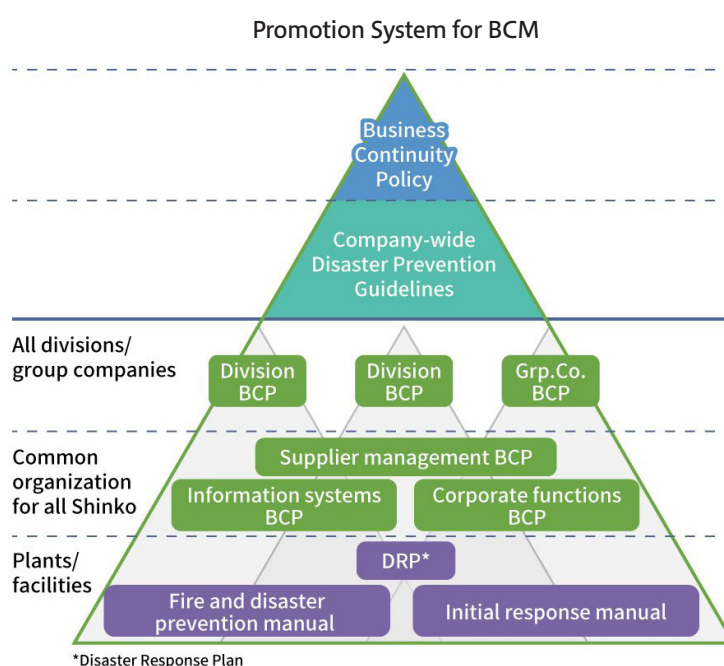 Promotion System for BCM
Business
Continuity
Policy
Company-wide
Disaster Prevention
Guidelines
All divisions/
group companies
Division
BCP
Division
BCP
Grp.Co.
BCP
Common
organization
for all Shinko
Supplier management BCP
Information systems
BCP
Corporate functions
BCP
Plants/
facilities
DRP*
Fire and disaster
prevention manual
Initial response manual
*Disaster Response Plan